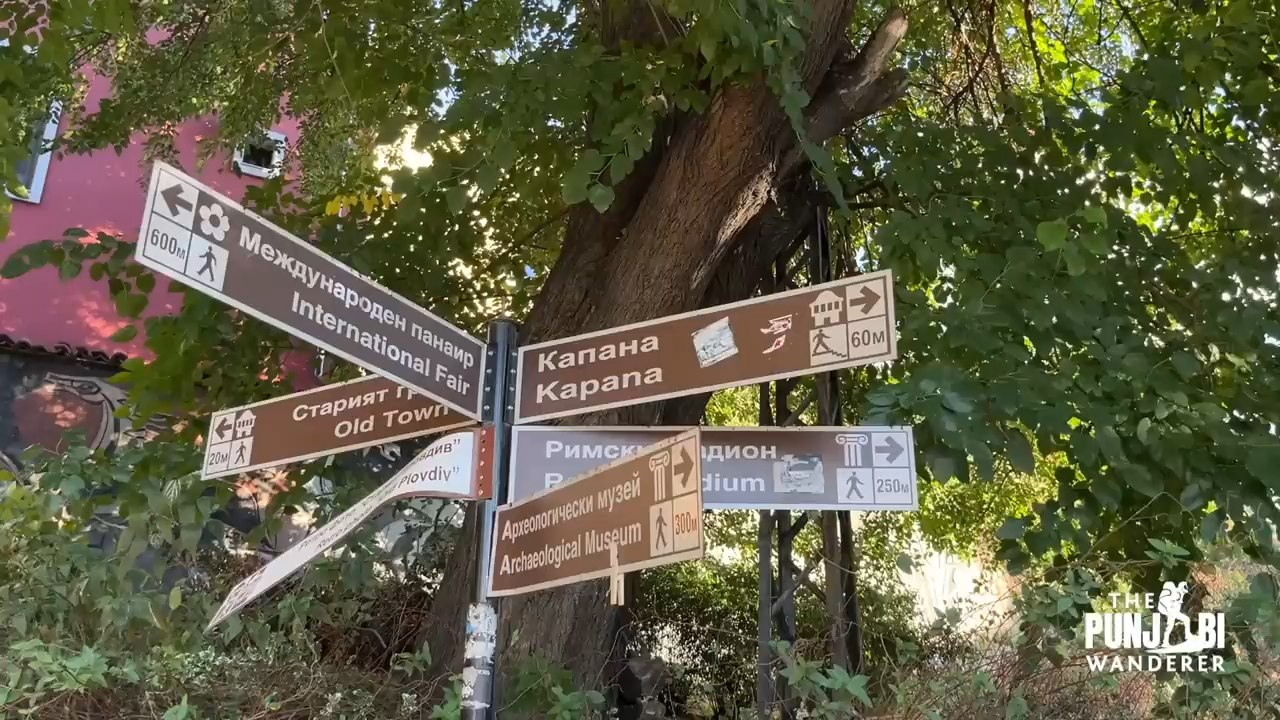 600м
Международен панаир
International Fair
Капана
Kapana
60м
Старият
Old Town
20м
Plovdiv”
Римски
дион
dium
250м
Археологически музей
Archaeological Museum
300м
THE
PUNJABI
WANDERER